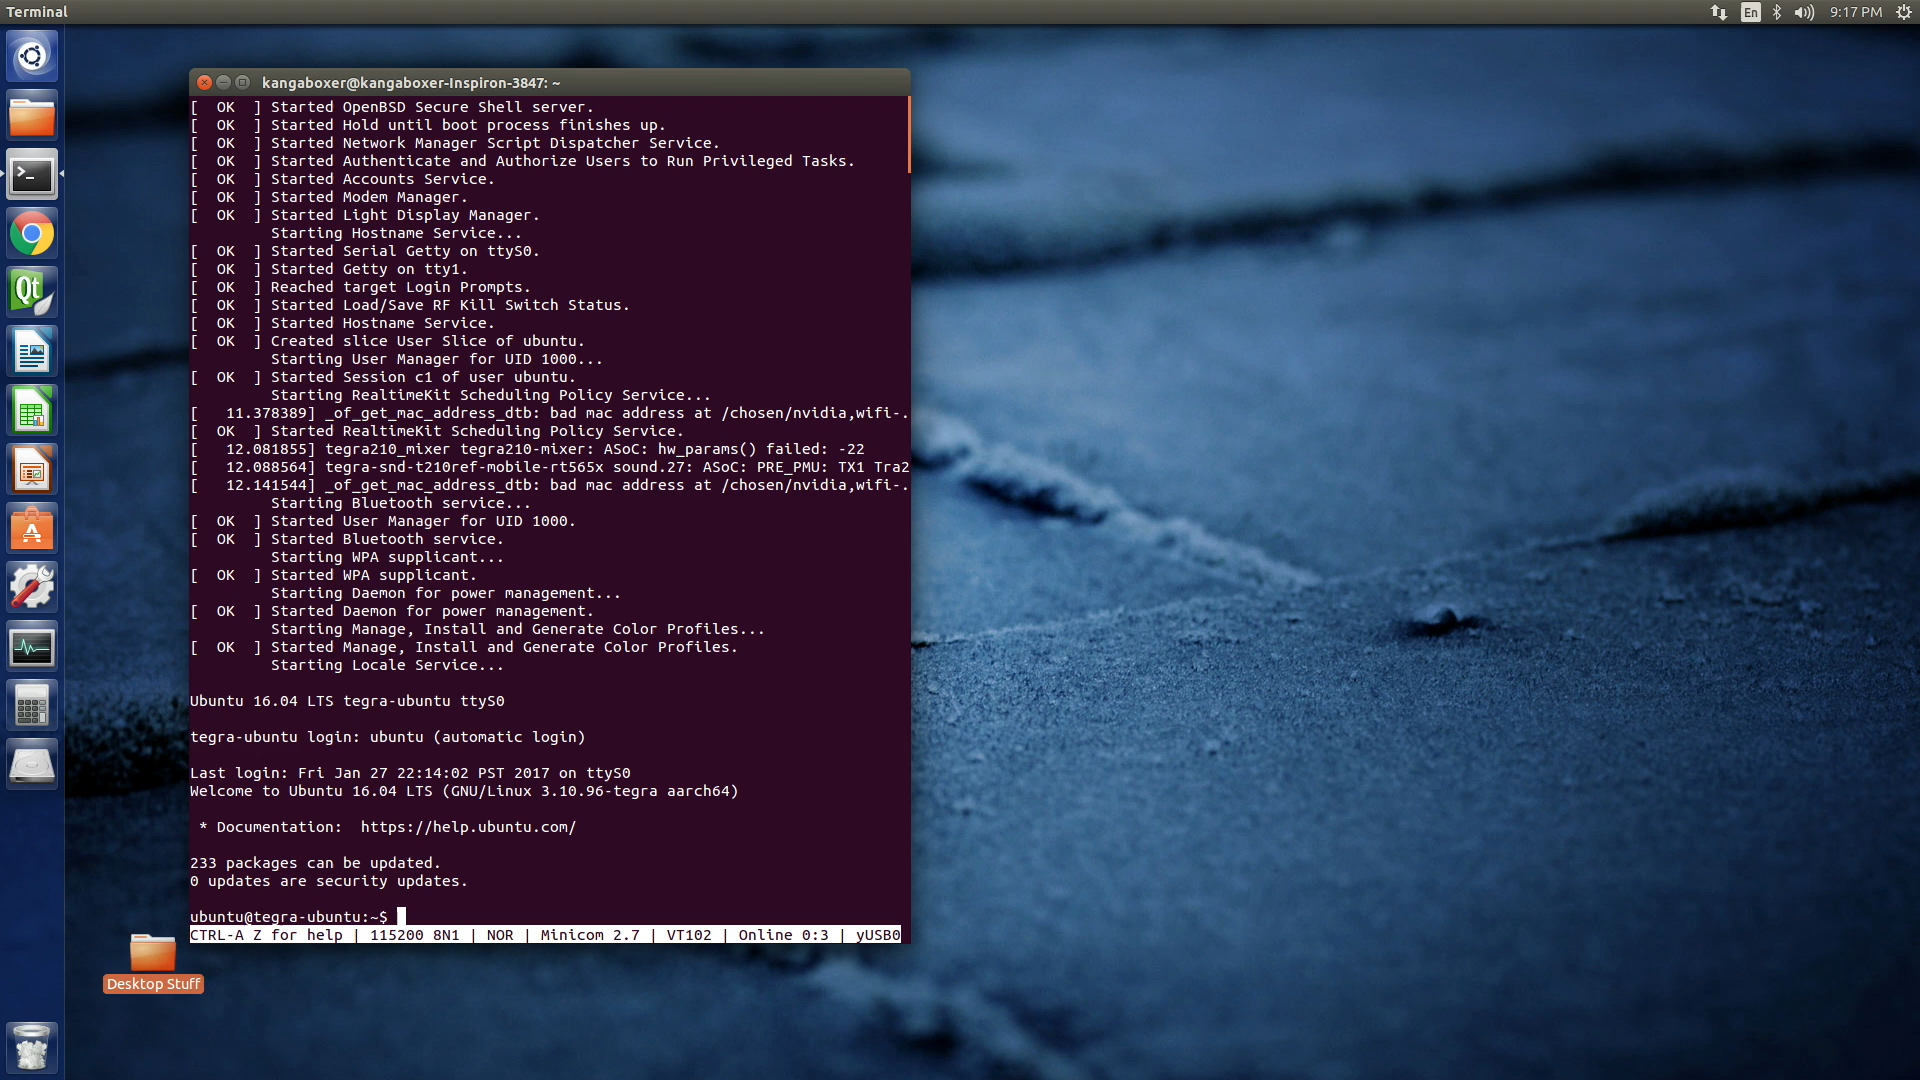 Terminal
En
9:17 PM
kangaboxer@kangaboxer-Inspiron-3847: ~
[  OK  ] Started OpenBSD Secure Shell server.
[  OK  ] Started Hold until boot process finishes up.
[  OK  ] Started Network Manager Script Dispatcher Service.
[  OK  ] Started Authenticate and Authorize Users to Run Privileged Tasks.
[  OK  ] Started Accounts Service.
[  OK  ] Started Modem Manager.
[  OK  ] Started Light Display Manager.
         Starting Hostname Service...
[  OK  ] Started Serial Getty on ttyS0.
[  OK  ] Started Getty on tty1.
[  OK  ] Reached target Login Prompts.
[  OK  ] Started Load/Save RF Kill Switch Status.
[  OK  ] Started Hostname Service.
[  OK  ] Created slice User Slice of ubuntu.
         Starting User Manager for UID 1000...
[  OK  ] Started Session c1 of user ubuntu.
         Starting RealtimeKit Scheduling Policy Service...
[   11.378389] _of_get_mac_address_dtb: bad mac address at /chosen/nvidia,wifi-.
[  OK  ] Started RealtimeKit Scheduling Policy Service.
[   12.081855] tegra210_mixer tegra210-mixer: ASoC: hw_params() failed: -22
[   12.088564] tegra-snd-t210ref-mobile-rt565x sound.27: ASoC: PRE_PMU: TX1 Tra2
[   12.141544] _of_get_mac_address_dtb: bad mac address at /chosen/nvidia,wifi-.
         Starting Bluetooth service...
[  OK  ] Started User Manager for UID 1000.
[  OK  ] Started Bluetooth service.
         Starting WPA supplicant...
[  OK  ] Started WPA supplicant.
         Starting Daemon for power management...
[  OK  ] Started Daemon for power management.
         Starting Manage, Install and Generate Color Profiles...
[  OK  ] Started Manage, Install and Generate Color Profiles.
         Starting Locale Service...
Ubuntu 16.04 LTS tegra-ubuntu ttyS0
tegra-ubuntu login: ubuntu (automatic login)
Last login: Fri Jan 27 22:14:02 PST 2017 on ttyS0
Welcome to Ubuntu 16.04 LTS (GNU/Linux 3.10.96-tegra aarch64)
 * Documentation:  https://help.ubuntu.com/
233 packages can be updated.
0 updates are security updates.
ubuntu@tegra-ubuntu:~$
CTRL-A Z for help | 115200 8N1 | NOR | Minicom 2.7 | VT102 | Online 0:3 | yUSB0
Qt
Desktop Stuff